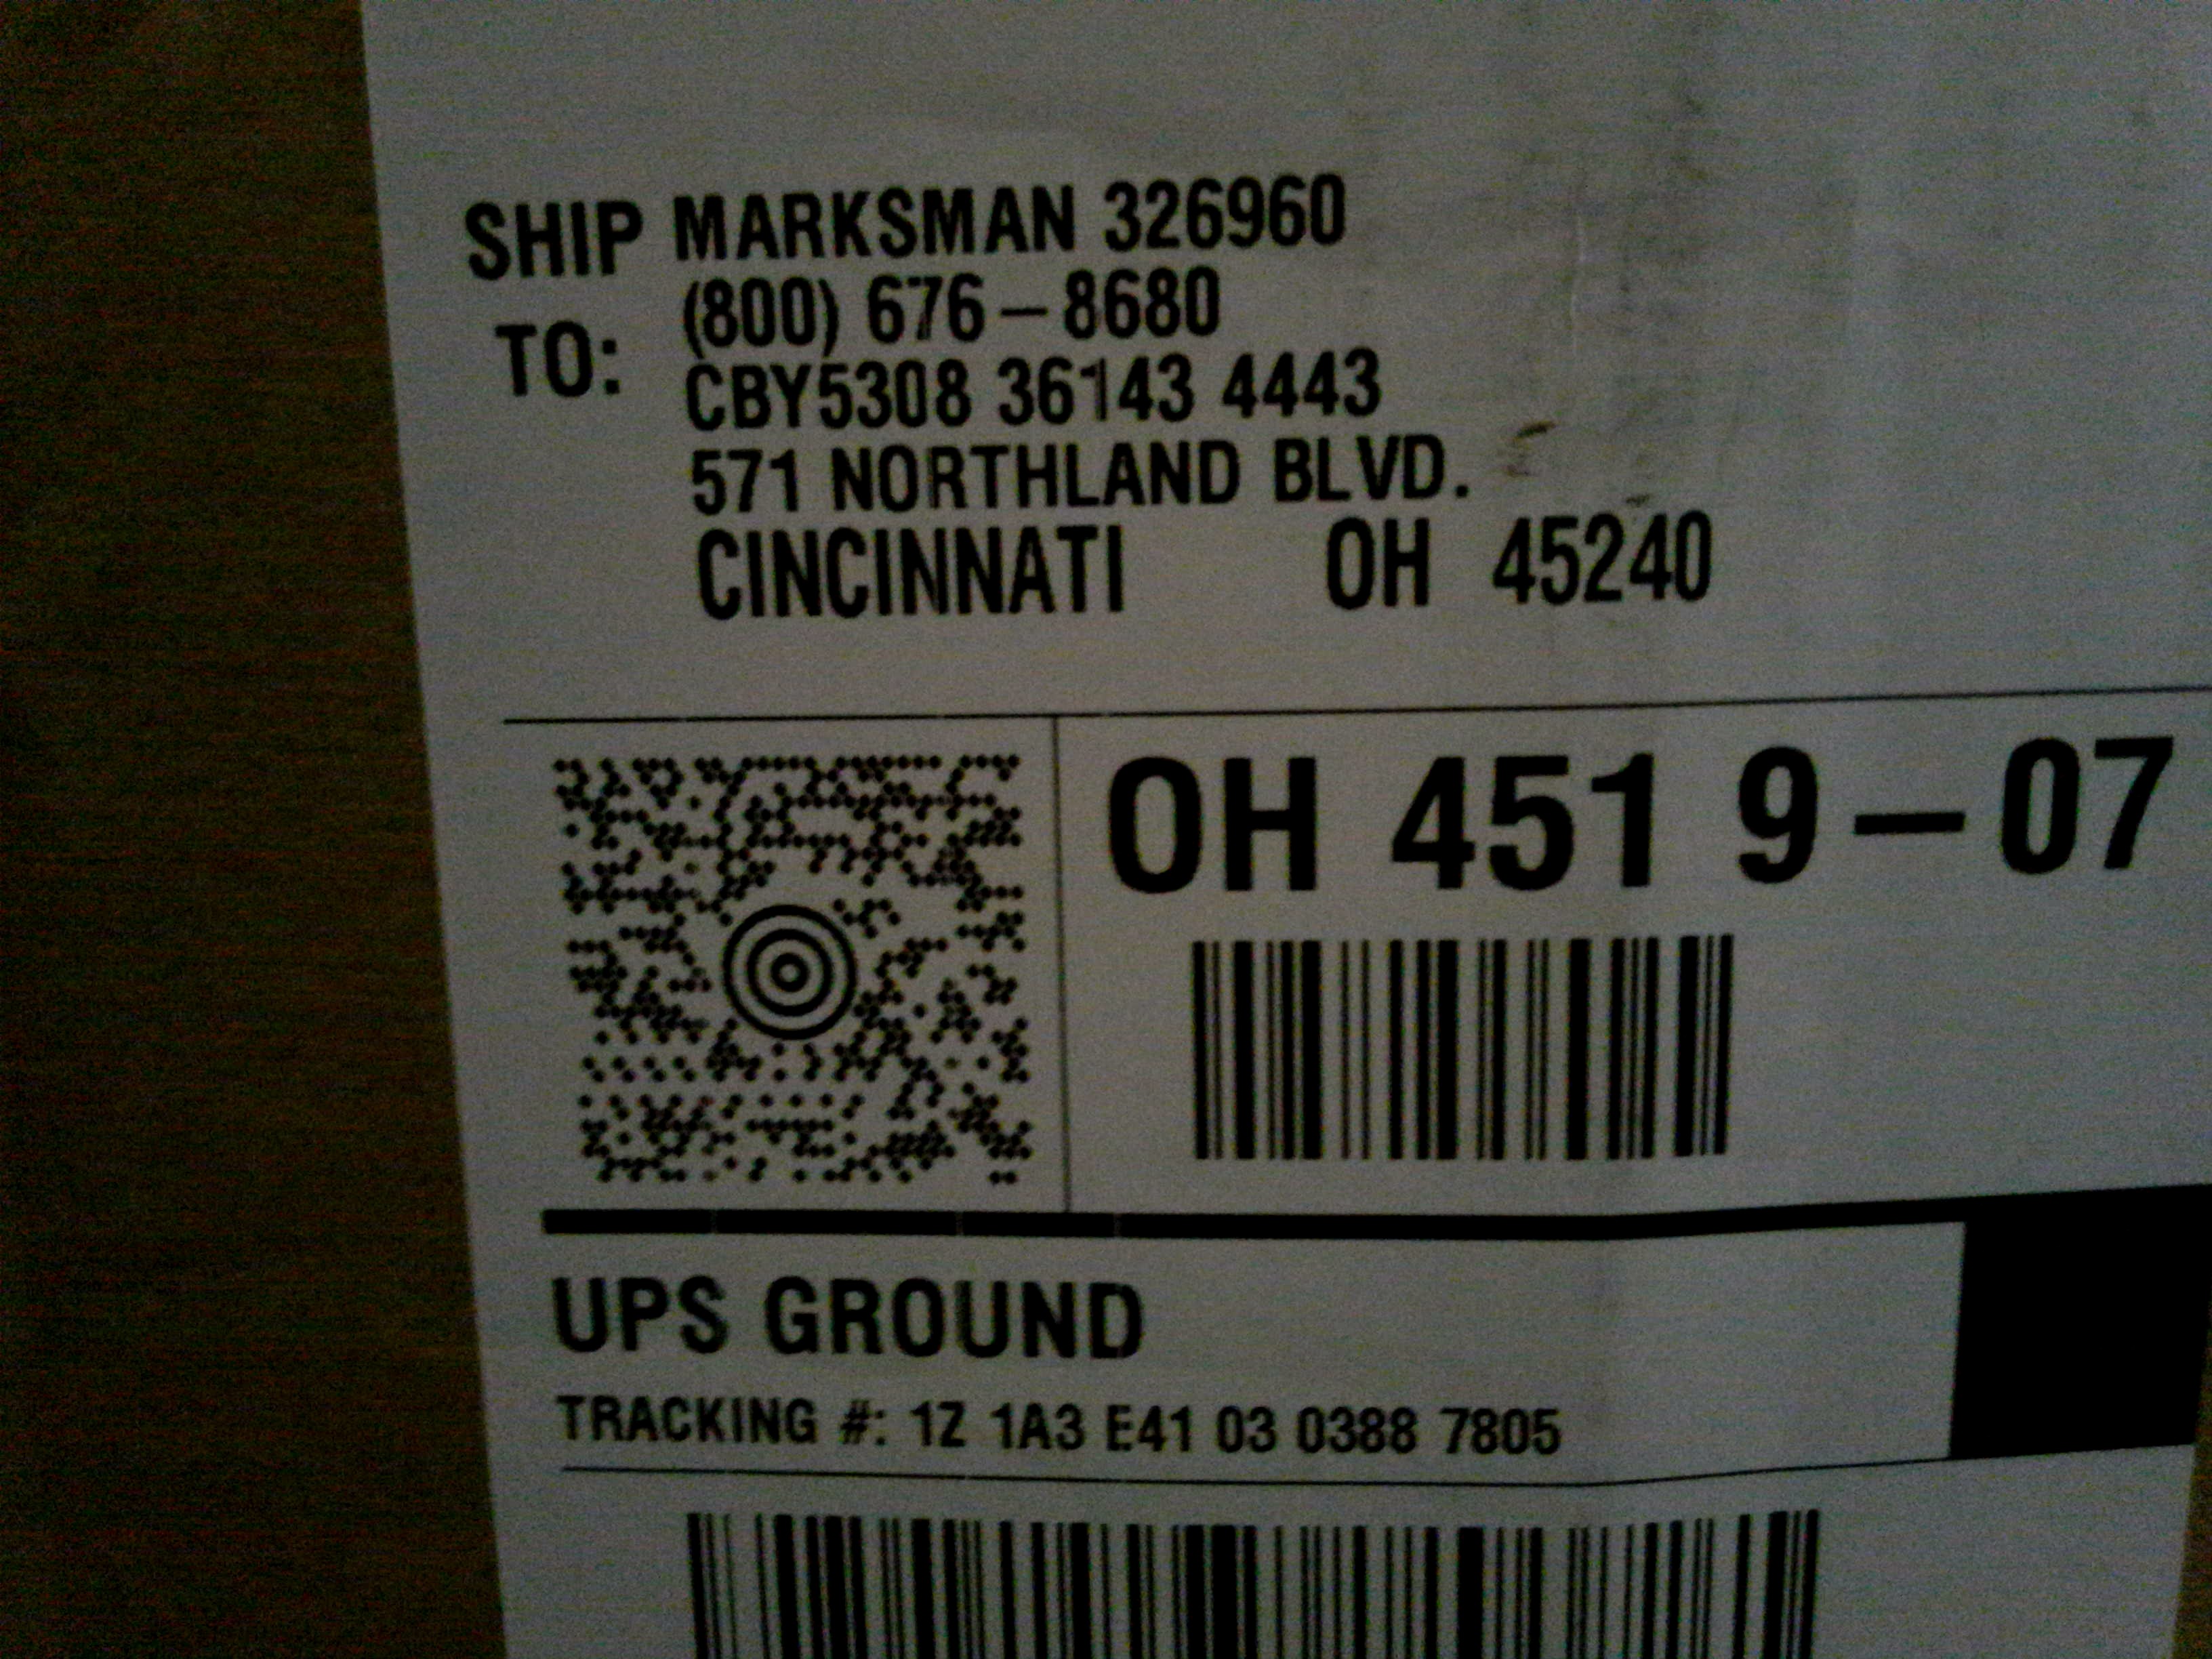 SHIP TO: MARKSMAN 326960
(800) 676-8680
CBY5308 36143 4443
571 NORTHLAND BLVD.
CINCINNATI OH 45240
OH 451 9-07
UPS GROUND
TRACKING #: 1Z 1A3 E41 03 0388 7805